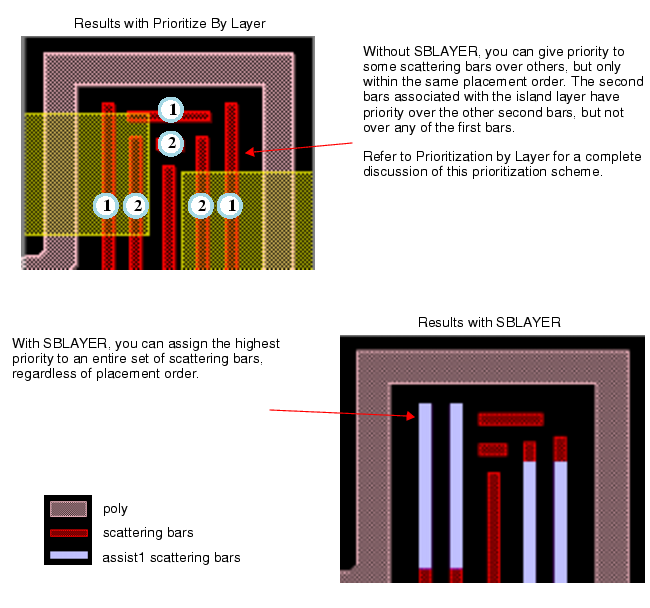 Results with Prioritize By Layer
Without SBLAYER, you can give priority to
some scattering bars over others, but only
within the same placement order. The second
bars associated with the island layer have
priority over the other second bars, but not
over any of the first bars.
Refer to Prioritization by Layer for a complete
discussion of this prioritization scheme.
1
2
1 2 2 1
Results with SBLAYER
With SBLAYER, you can assign the highest
priority to an entire set of scattering bars,
regardless of placement order.
poly
scattering bars
assist1 scattering bars